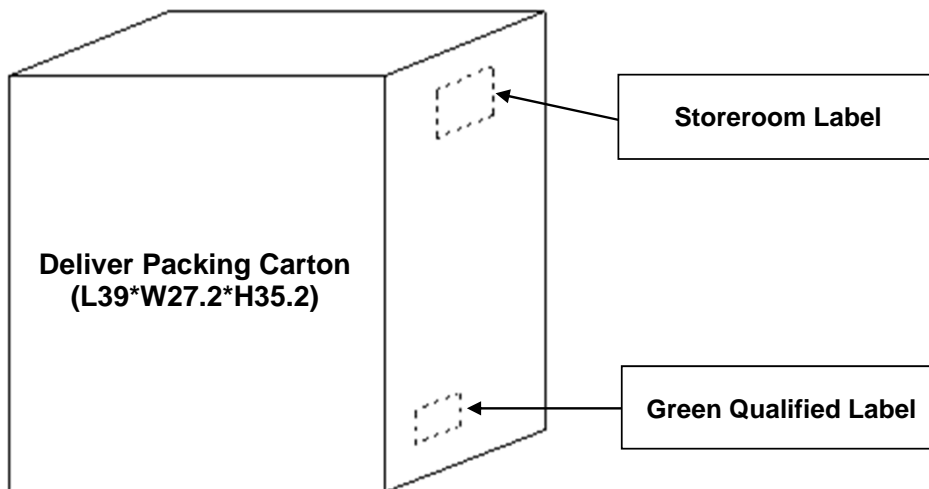 Storeroom Label
Deliver Packing Carton
(L39*W27.2*H35.2)
Green Qualified Label